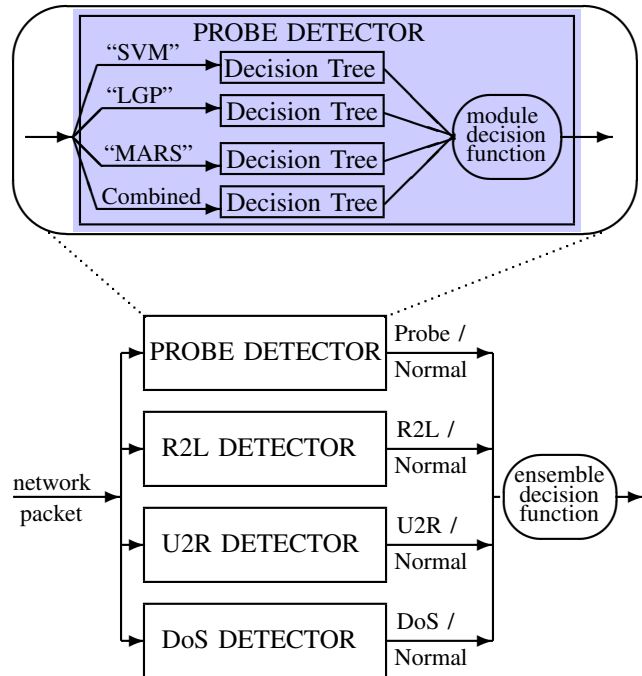 PROBE DETECTOR
“SVM”
Decision Tree
“LGP”
Decision Tree
“MARS”
Decision Tree
Combined
Decision Tree
module
decision
function
PROBE DETECTOR
Probe /
Normal
R2L DETECTOR
R2L /
Normal
network
packet
ensemble
decision
function
U2R DETECTOR
U2R /
Normal
DoS DETECTOR
DoS /
Normal